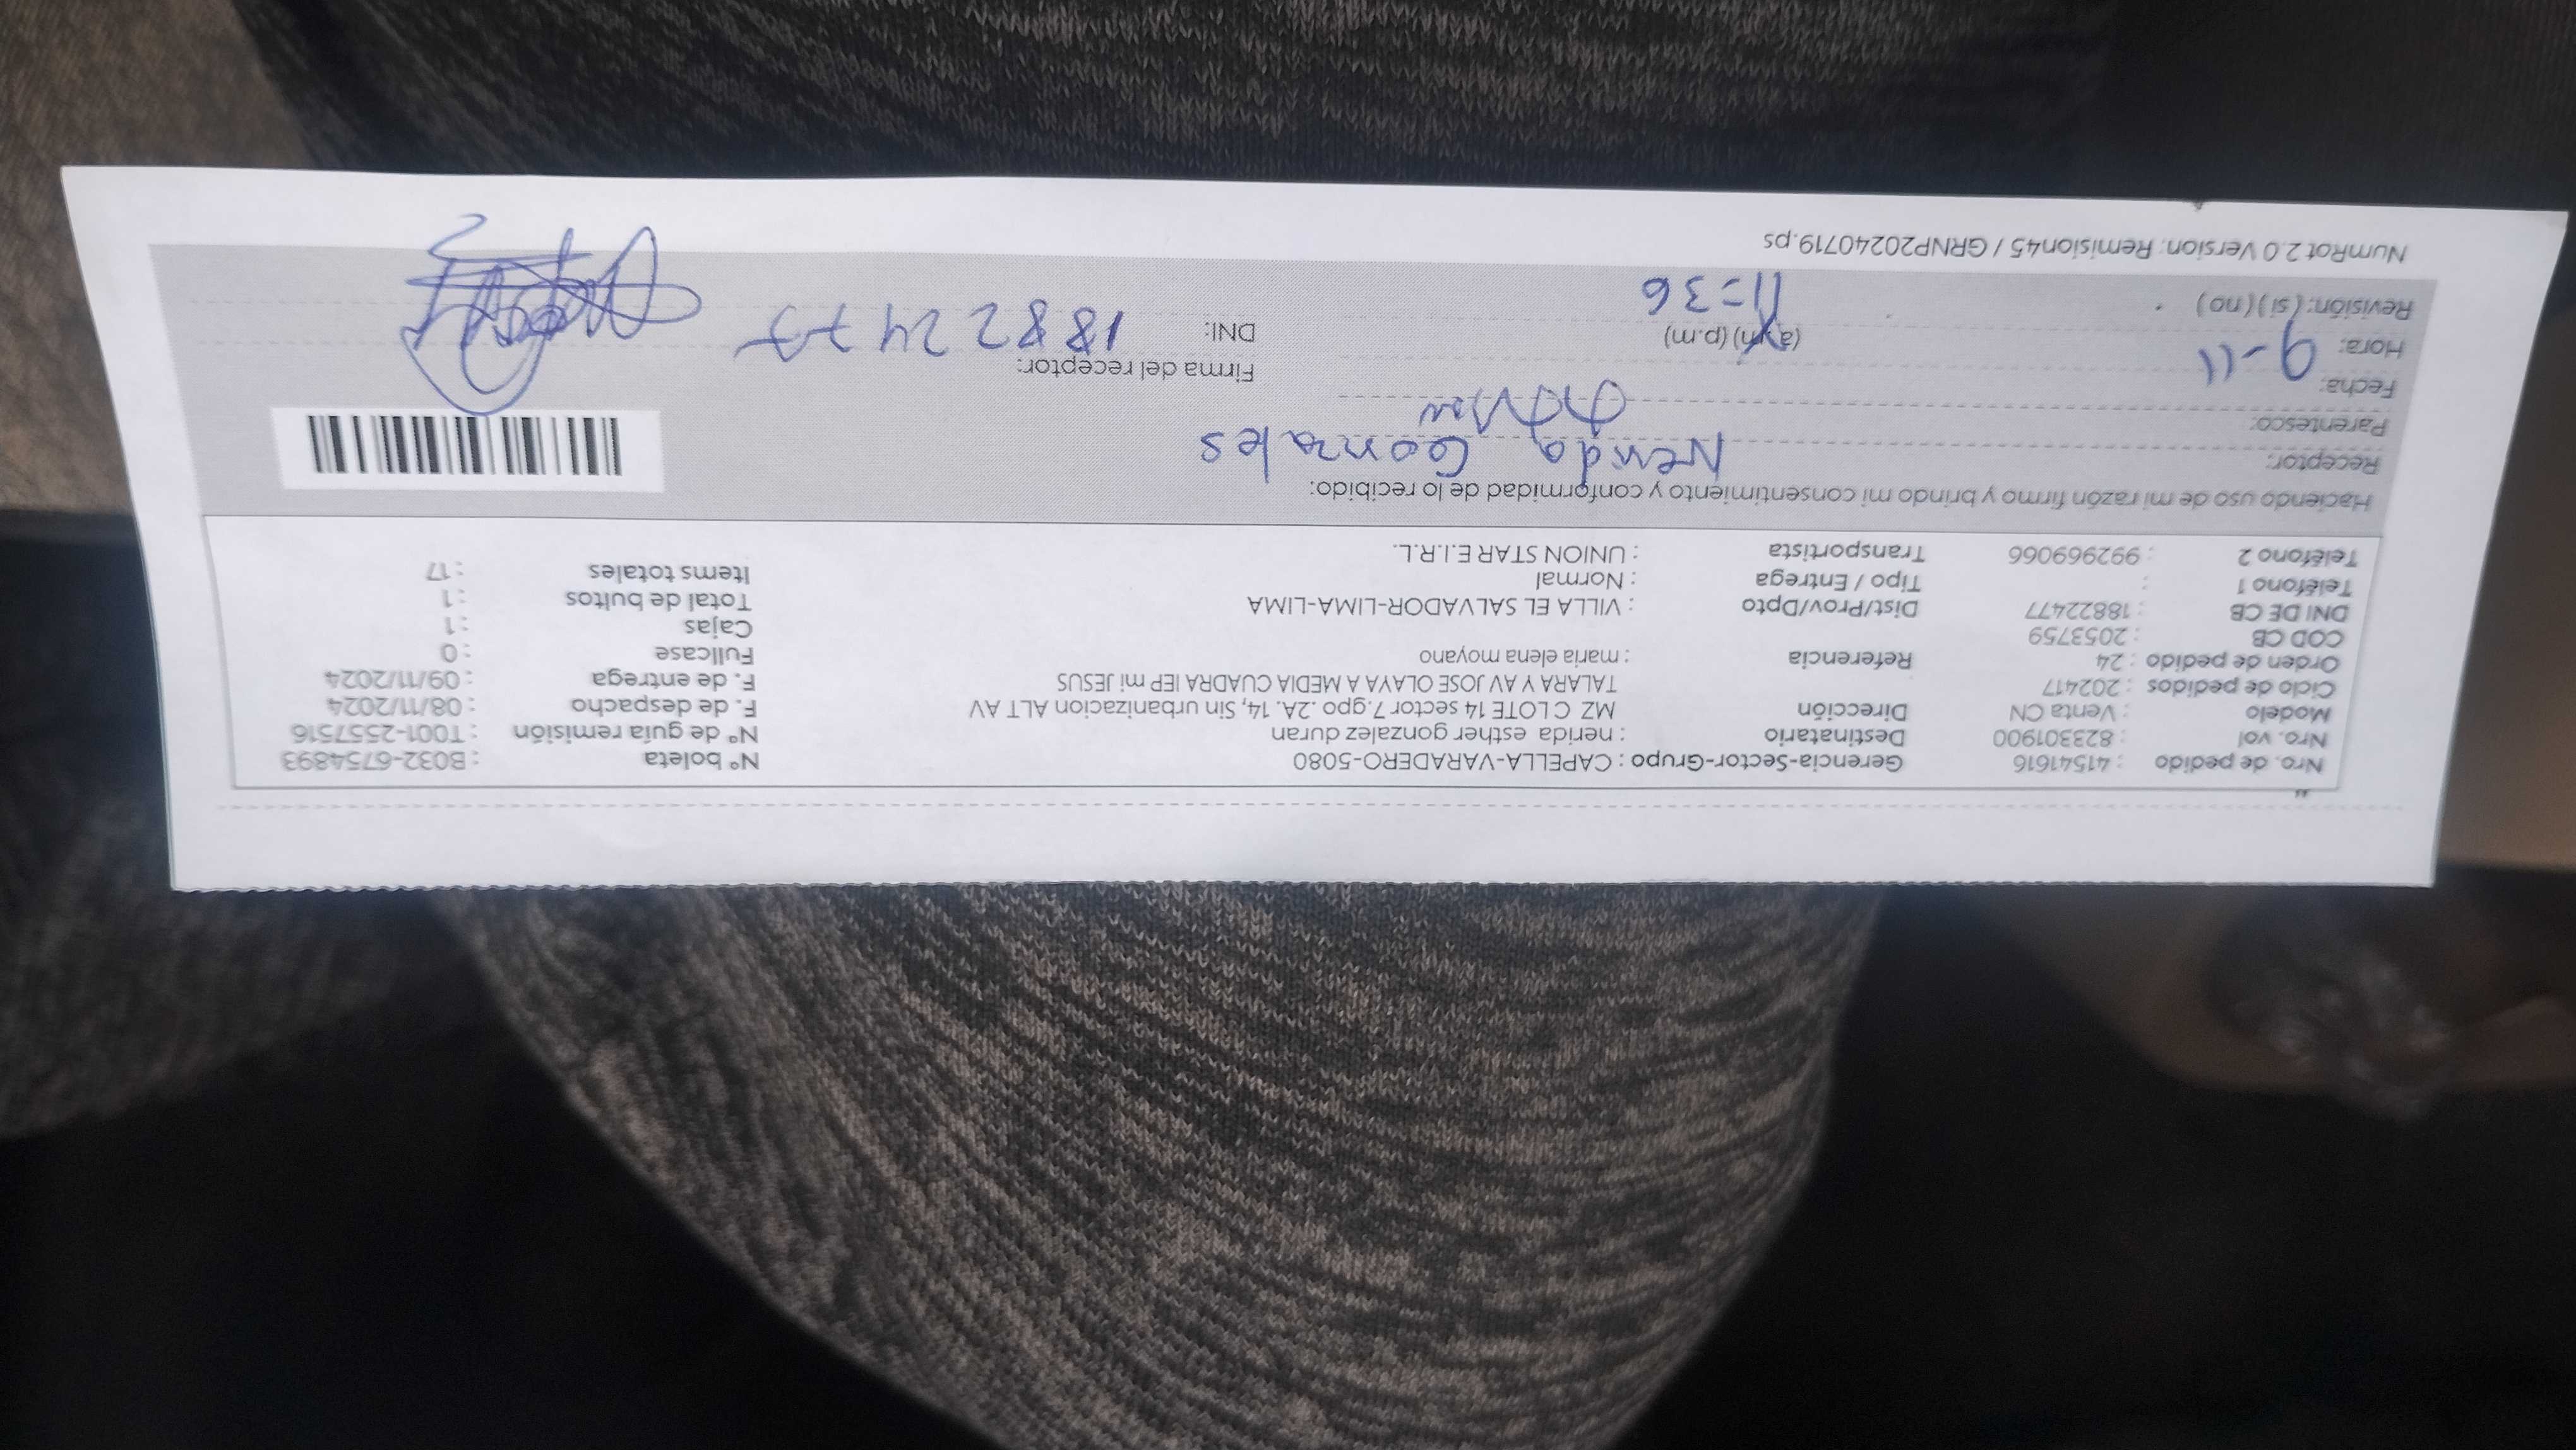 Nro. de pedido : 41541616 Gerencia-Sector-Grupo : CAPELLA-VARADERO-5080 N° boleta : B032-6754893
Nro. vol : 823301900 Destinatario : nerida esther gonzalez duran N° de guía remisión : T001-2557516
Modelo : Venta CN Dirección MZ C LOTE 14 sector 7.gpo .2A. 14, Sin urbanizacion ALT AV F. de despacho : 08/11/2024
Ciclo de pedidos : 202417 TALARA Y AV JOSE OLAYA A MEDIA CUADRA IEP mi JESUS F. de entrega : 09/11/2024
Orden de pedido : 24 Referencia : maria elena moyano Fullcase : 0
COD CB : 2053759 Cajas : 1
DNI DE CB : 18822477 Dist/Prov/Dpto : VILLA EL SALVADOR-LIMA-LIMA Total de bultos : 1
Teléfono 1 : Tipo / Entrega : Normal Items totales : 17
Teléfono 2 : 992969066 Transportista : UNION STAR E.I.R.L.
Haciendo uso de mi razón firmo y brindo mi consentimiento y conformidad de lo recibido:
Receptor: Nerida Gonzales
Parentesco:
Fecha: 9-11 Firma del receptor:
Hora: (a.m) (p.m) 11=36 DNI: 18822477
Revisión: (si) (no)
NumRot 2.0 Version: Remision45 / GRNP20240719.ps